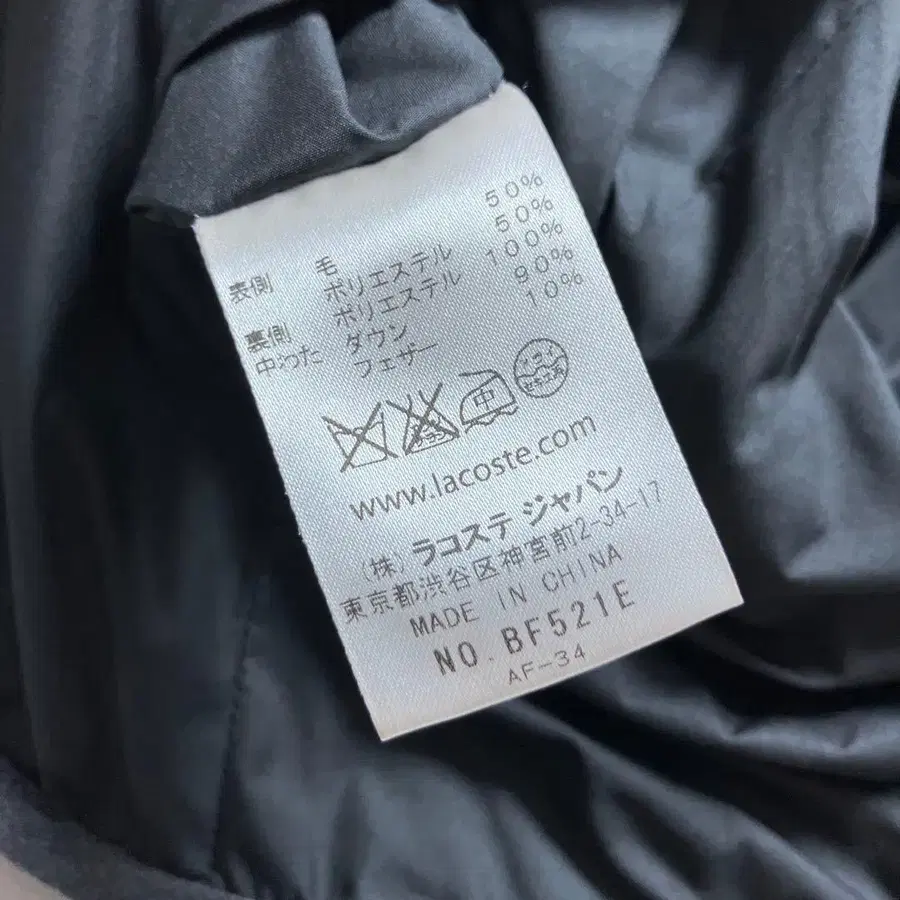 表側 毛 50%
ポリエステル 50%
裏側 ポリエステル 100%
中わた ダウン 90%
フェザー 10%
中
www.lacoste.com
(株) ラコステ ジャパン
東京都渋谷区神宮前2-34-17
MADE IN CHINA
NO. BF521E
AF-34